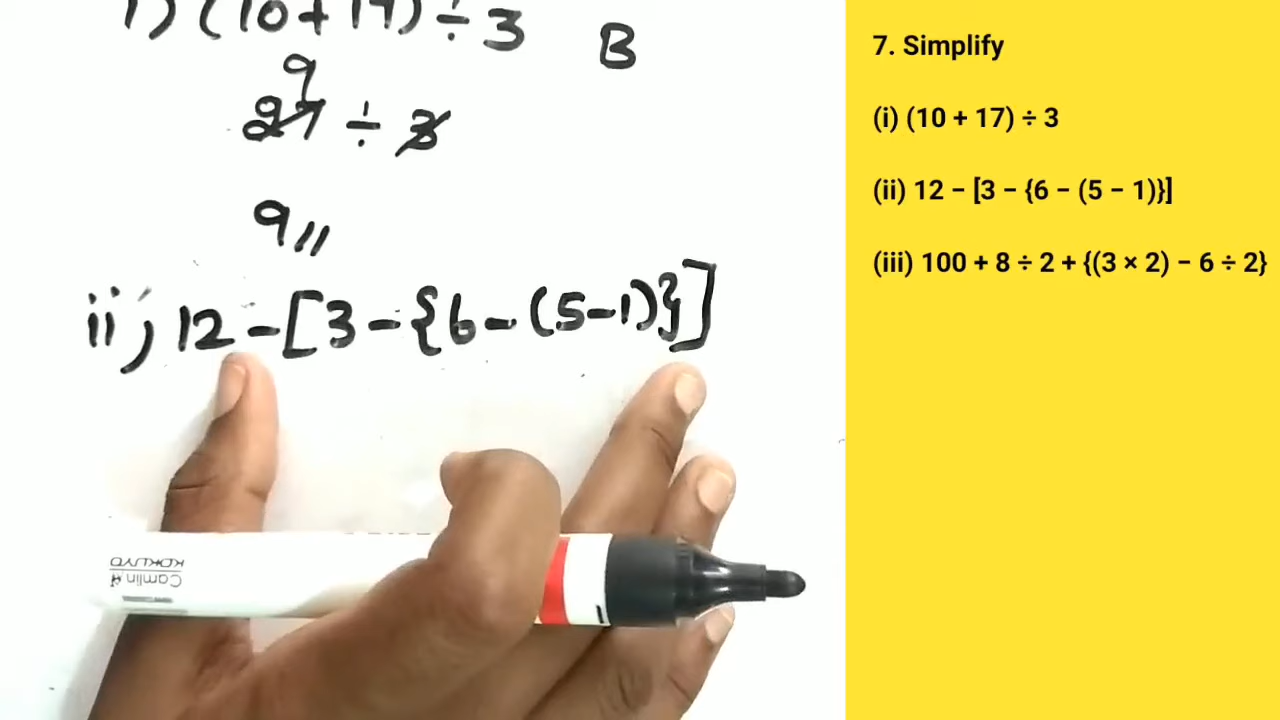 i) (10+17) ÷ 3
B
9
27 ÷ 3
9,,
ii, 12-[3-{6-(5-1)}]
Camlin
KOKUYO
7. Simplify
(i) (10 + 17) ÷ 3
(ii) 12 − [3 − {6 − (5 − 1)}]
(iii) 100 + 8 ÷ 2 + {(3 × 2) − 6 ÷ 2}